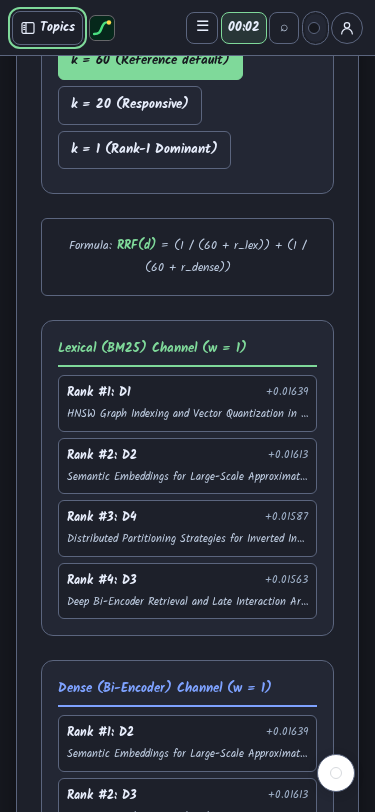 Topics
00:02
k = 60 (Reference default)
k = 20 (Responsive)
k = 1 (Rank-1 Dominant)
Formula: RRF(d) = (1 / (60 + r_lex)) + (1 /
(60 + r_dense))
Lexical (BM25) Channel (w = 1)
Rank #1: D1 +0.01639
HNSW Graph Indexing and Vector Quantization in ...
Rank #2: D2 +0.01613
Semantic Embeddings for Large-Scale Approximat...
Rank #3: D4 +0.01587
Distributed Partitioning Strategies for Inverted In...
Rank #4: D3 +0.01563
Deep Bi-Encoder Retrieval and Late Interaction Ar...
Dense (Bi-Encoder) Channel (w = 1)
Rank #1: D2 +0.01639
Semantic Embeddings for Large-Scale Approximat...
Rank #2: D3 +0.01613